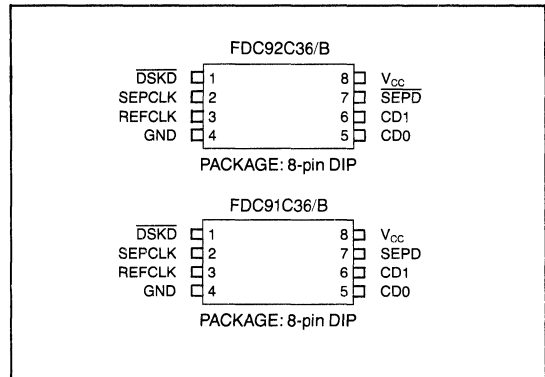 FDC92C36/B
DSKD 1 8 VCC
SEPCLK 2 7 SEPD
REFCLK 3 6 CD1
GND 4 5 CD0
PACKAGE: 8-pin DIP
FDC91C36/B
DSKD 1 8 VCC
SEPCLK 2 7 SEPD
REFCLK 3 6 CD1
GND 4 5 CD0
PACKAGE: 8-pin DIP